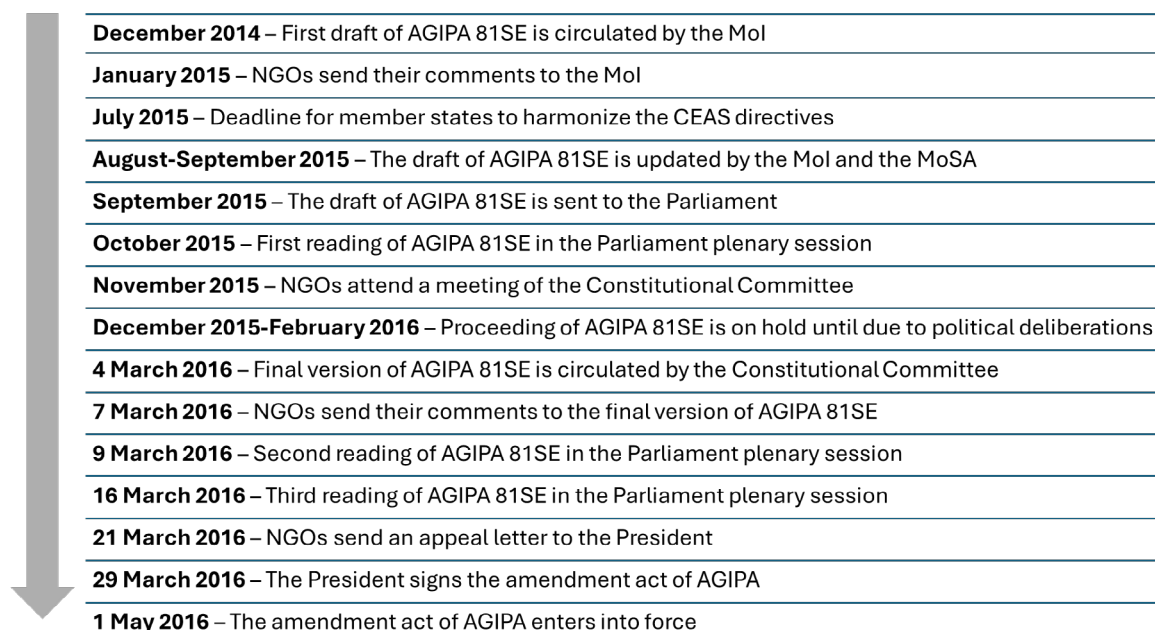 December 2014 – First draft of AGIPA 81SE is circulated by the MoI
January 2015 – NGOs send their comments to the MoI
July 2015 – Deadline for member states to harmonize the CEAS directives
August-September 2015 – The draft of AGIPA 81SE is updated by the MoI and the MoSA
September 2015 – The draft of AGIPA 81SE is sent to the Parliament
October 2015 – First reading of AGIPA 81SE in the Parliament plenary session
November 2015 – NGOs attend a meeting of the Constitutional Committee
December 2015-February 2016 – Proceeding of AGIPA 81SE is on hold until due to political deliberations
4 March 2016 – Final version of AGIPA 81SE is circulated by the Constitutional Committee
7 March 2016 – NGOs send their comments to the final version of AGIPA 81SE
9 March 2016 – Second reading of AGIPA 81SE in the Parliament plenary session
16 March 2016 – Third reading of AGIPA 81SE in the Parliament plenary session
21 March 2016 – NGOs send an appeal letter to the President
29 March 2016 – The President signs the amendment act of AGIPA
1 May 2016 – The amendment act of AGIPA enters into force